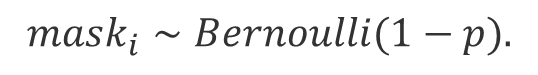 maskᵢ ~ Bernoulli(1 − p).